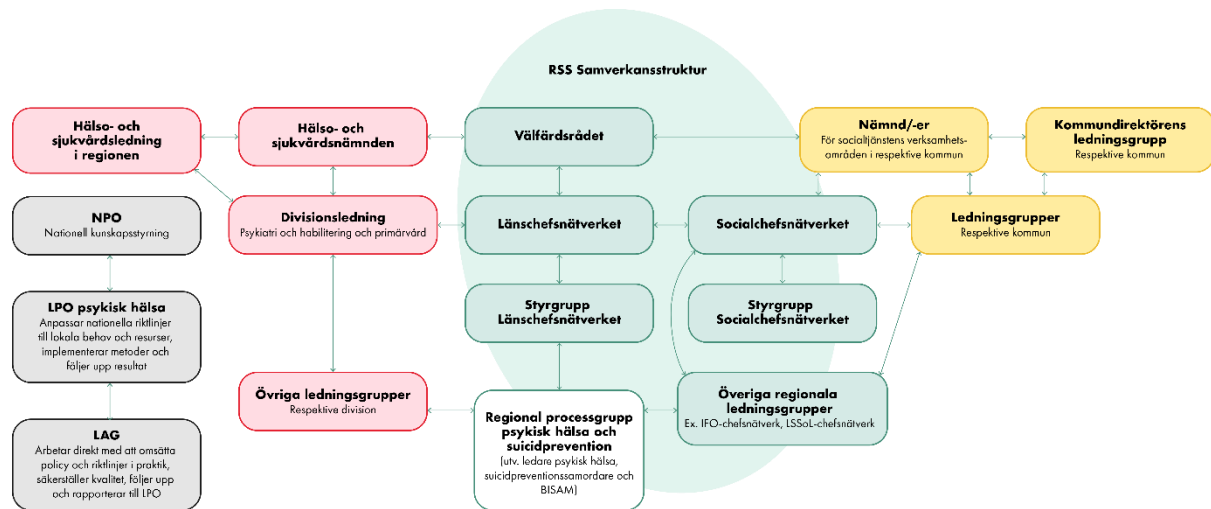 RSS Samverkansstruktur
Hälso- och
sjukvårdsledning
i regionen
Hälso- och
sjukvårdsnämnden
Välfärdsrådet
Nämnd/-er
För socialtjänstens verksamhets-
områden i respektive kommun
Kommundirektörens
ledningsgrupp
Respektive kommun
NPO
Nationell kunskapsstyrning
Divisionsledning
Psykiatri och habilitering och primärvård
Länschefsnätverket
Socialchefsnätverket
Ledningsgrupper
Respektive kommun
LPO psykisk hälsa
Anpassar nationella riktlinjer
till lokala behov och resurser,
implementerar metoder och
följer upp resultat
Styrgrupp
Länschefsnätverket
Styrgrupp
Socialchefsnätverket
Övriga ledningsgrupper
Respektive division
Regional processgrupp
psykisk hälsa och
suicidprevention
(utv. ledare psykisk hälsa,
suicidpreventionssamordare och
BISAM)
Överiga regionala
ledningsgrupper
Ex. IFO-chefsnätverk, LSSoL-chefsnätverk
LAG
Arbetar direkt med att omsätta
policy och riktlinjer i praktik,
säkerställer kvalitet, följer upp
och rapporterar till LPO